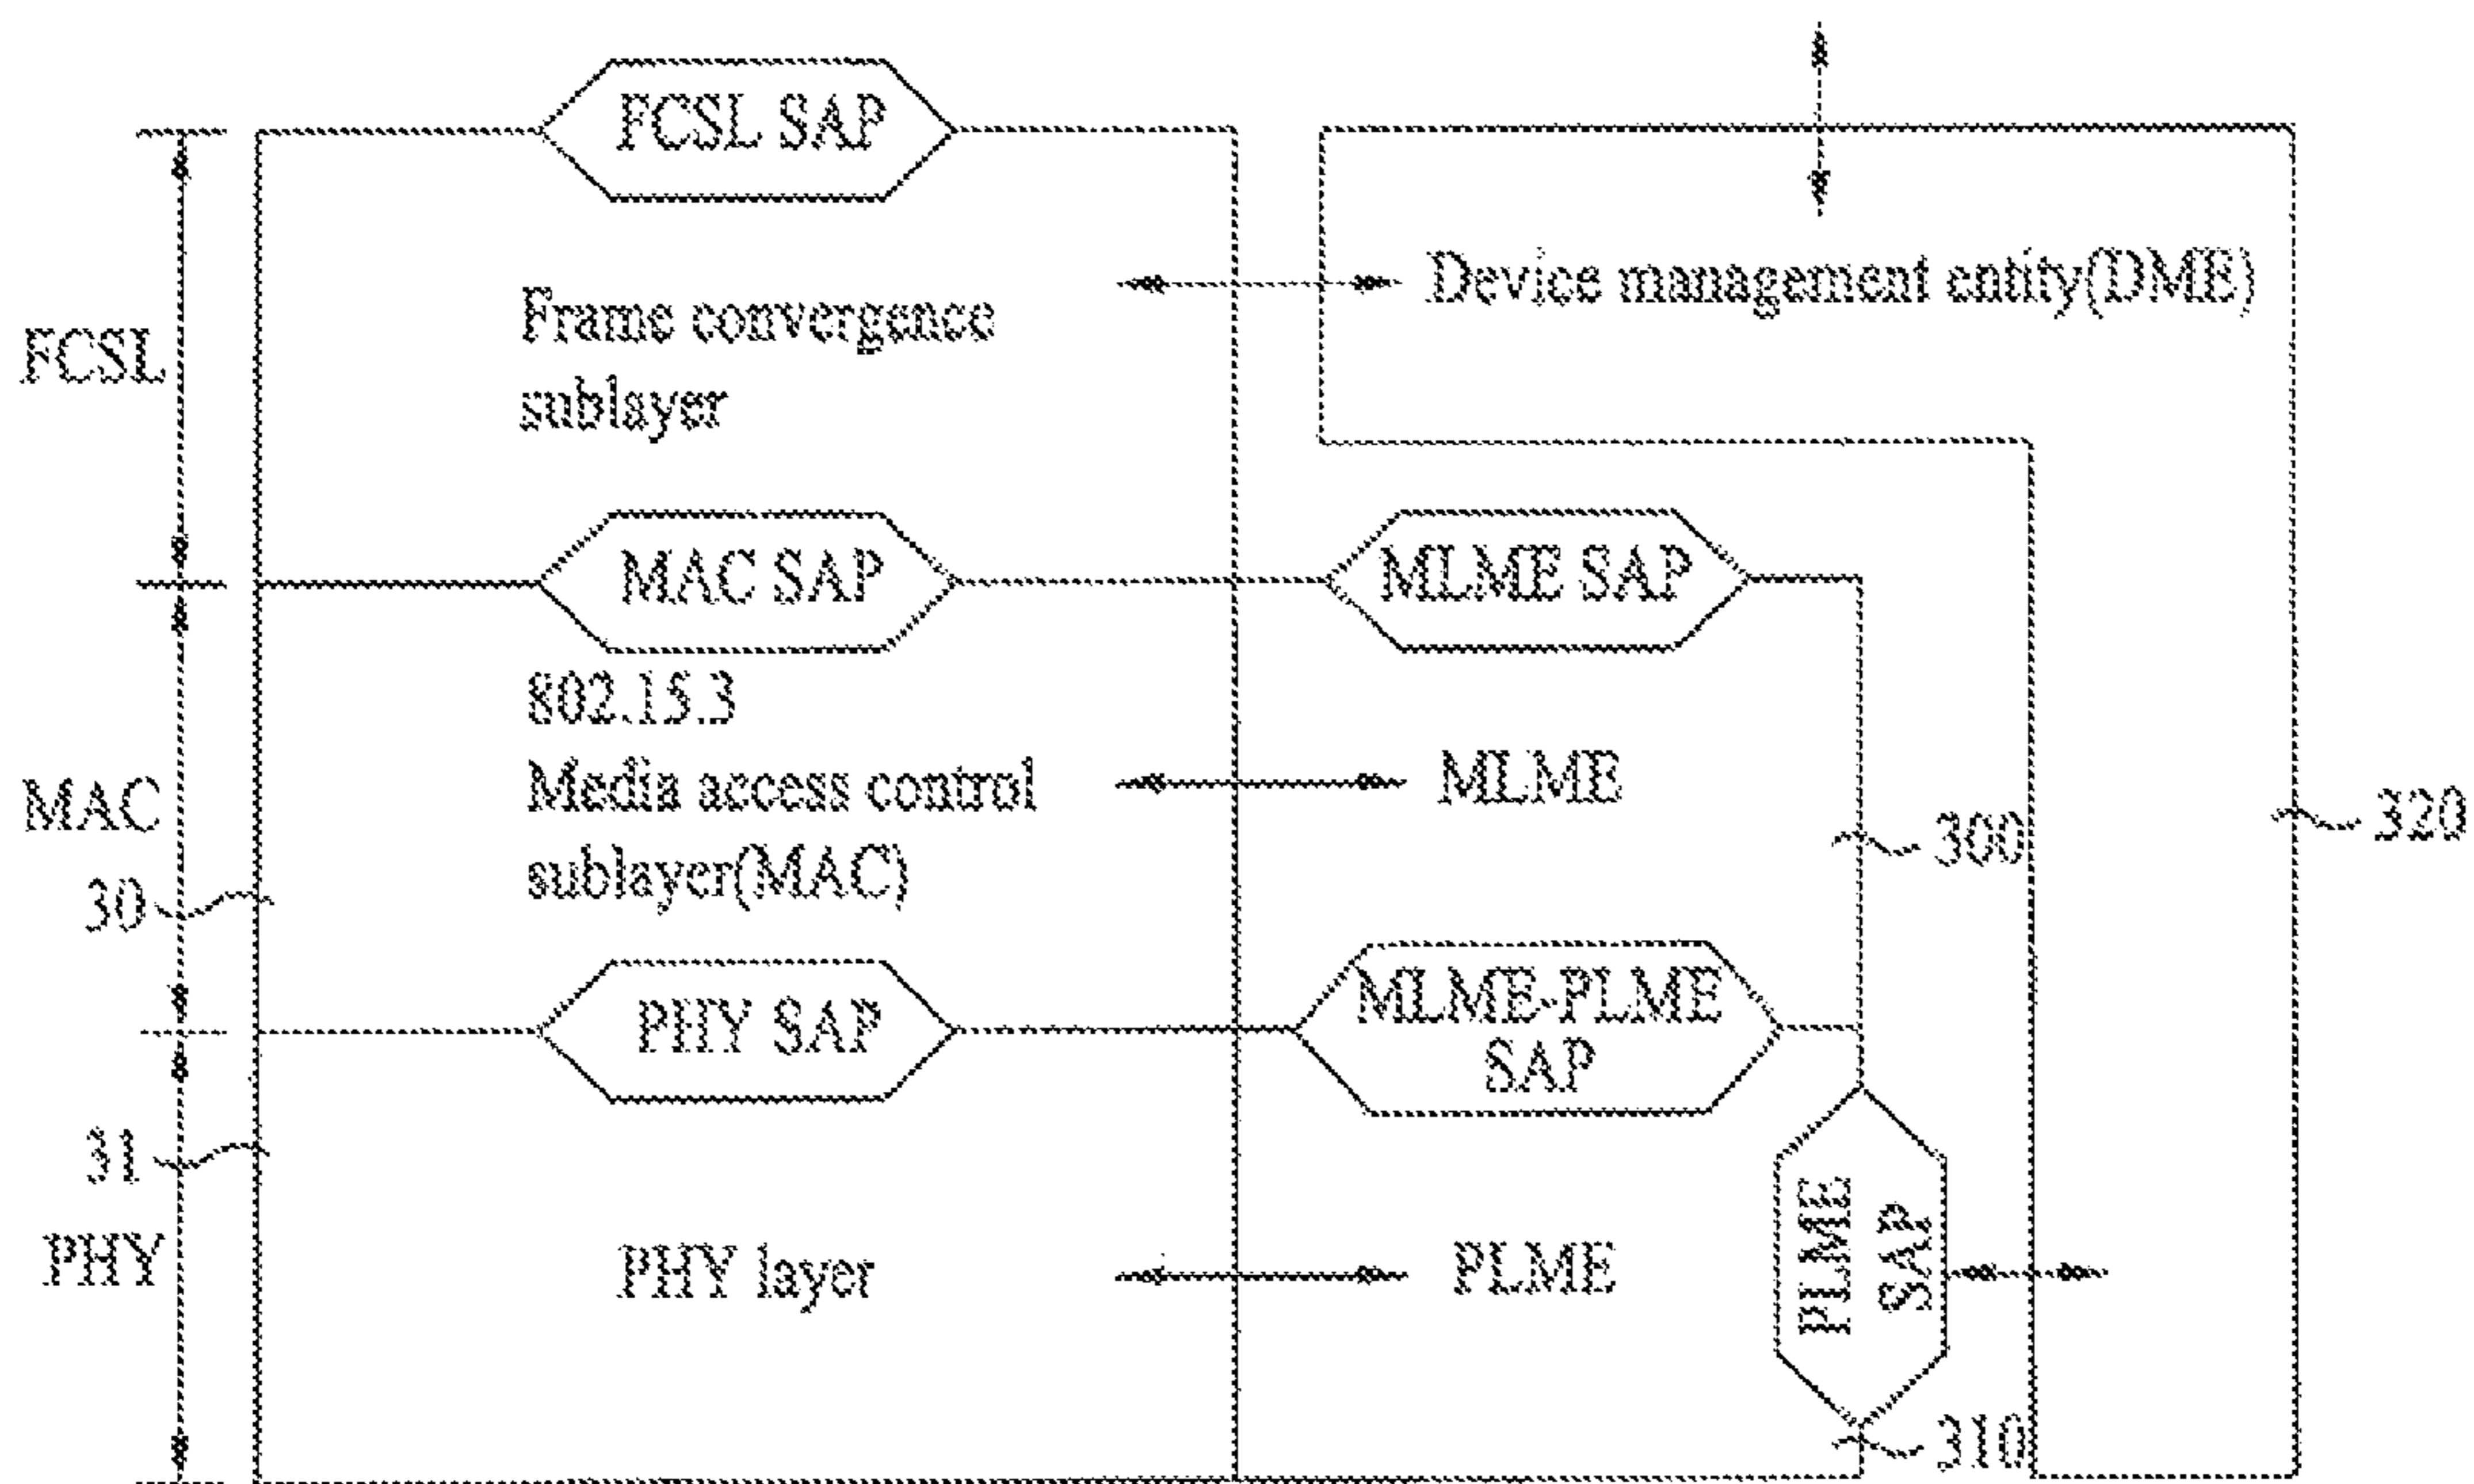 FCSL SAP
Device management entity(DME)
Frame convergence
sublayer
FCSL
MAC SAP
MLME SAP
802.15.3
Media access control
sublayer(MAC)
MLME
MAC
300
320
30
PHY SAP
MLME-PLME
SAP
31
PHY
PHY layer
PLME
PLME
SAP
310